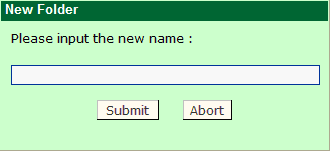 New Folder
Please input the new name :
Submit Abort